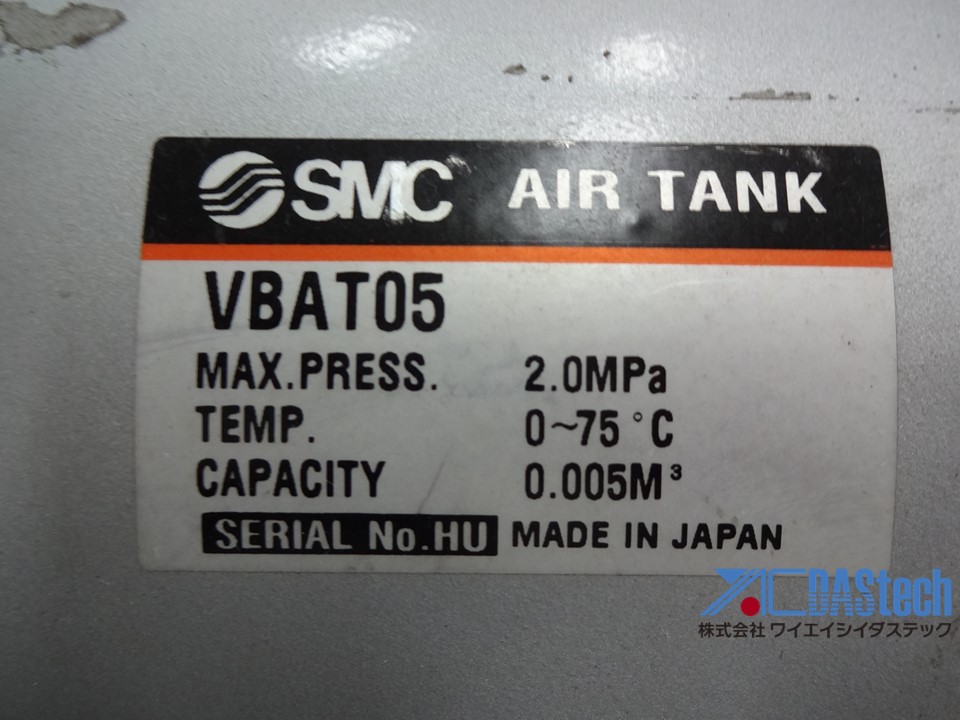 SMC AIR TANK
VBAT05
MAX.PRESS. 2.0MPa
TEMP. 0~75°C
CAPACITY 0.005M³
SERIAL No.HU MADE IN JAPAN
YAC DAStech
株式会社 ワイエイシイダステック